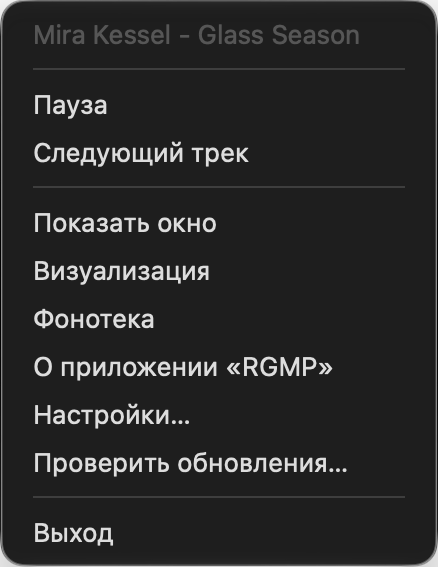 Mira Kessel - Glass Season
Пауза
Следующий трек
Показать окно
Визуализация
Фонотека
О приложении «RGMP»
Настройки...
Проверить обновления...
Выход